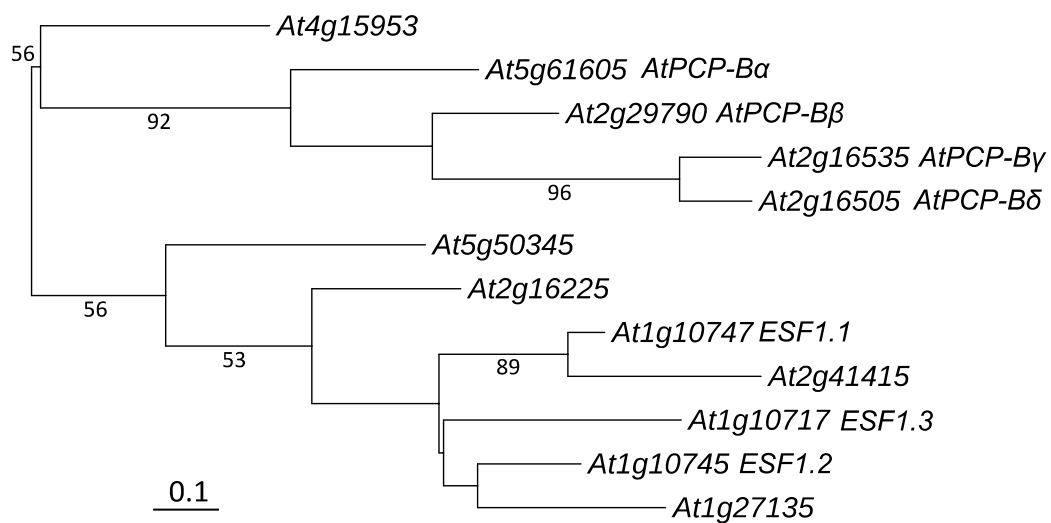 At4g15953
56
At5g61605 AtPCP-Bα
92
At2g29790 AtPCP-Bβ
At2g16535 AtPCP-Bγ
96
At2g16505 AtPCP-Bδ
At5g50345
At2g16225
56
At1g10747 ESF1.1
53
89
At2g41415
At1g10717 ESF1.3
At1g10745 ESF1.2
0.1
At1g27135